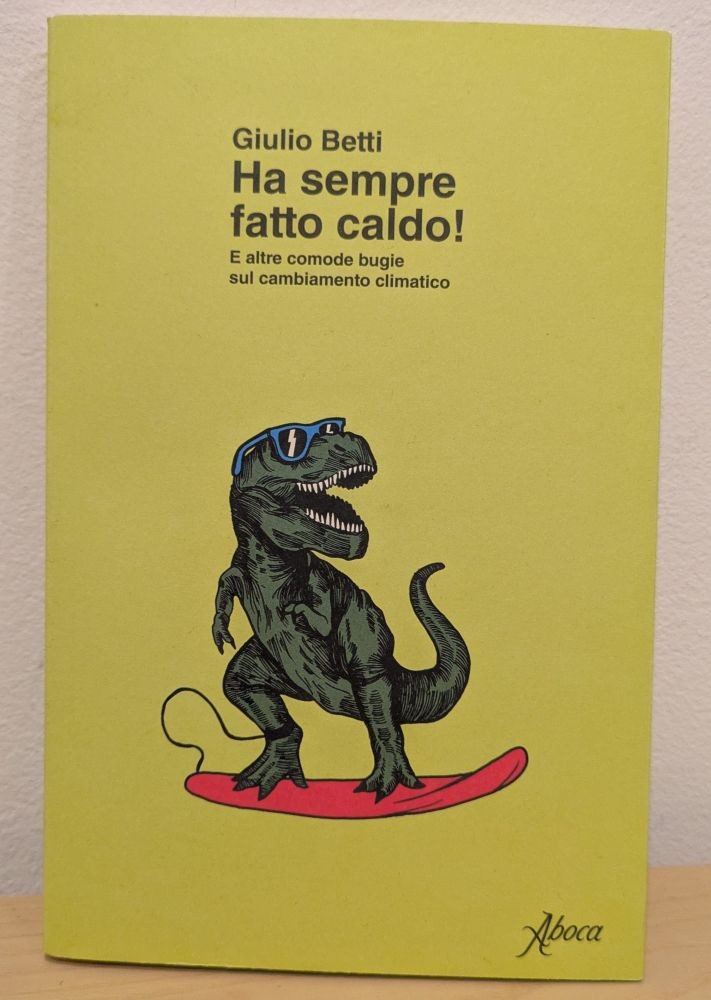 Giulio Betti
Ha sempre
fatto caldo!
E altre comode bugie
sul cambiamento climatico
Aboca